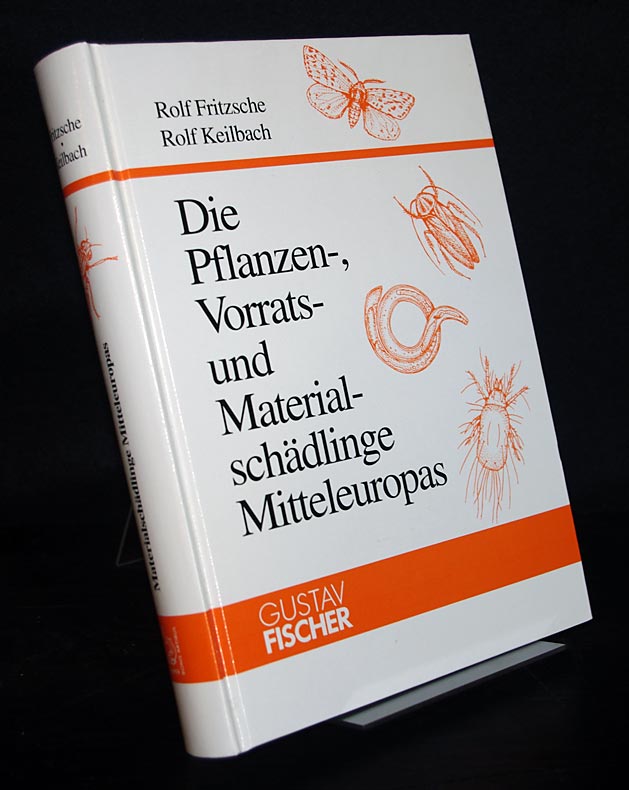 Rolf Fritzsche
Rolf Keilbach
Die
Pflanzen-,
Vorrats-
und
Material-
schädlinge
Mitteleuropas
GUSTAV
FISCHER
Materialschädlinge Mitteleuropas